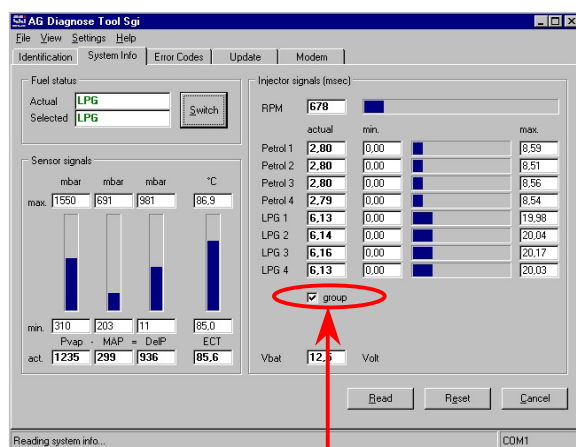 AG Diagnose Tool Sgi
File View Settings Help
Identification System Info Error Codes Update Modem
Fuel status
Actual LPG
Selected LPG
Switch
Sensor signals
mbar mbar mbar °C
max. 1550 691 981 86,9
min. 310 203 11 85,0
Pvap - MAP = DelP ECT
act. 1235 299 936 85,6
Injector signals (msec)
RPM 678
actual min. max.
Petrol 1 2,80 0,00 8,59
Petrol 2 2,80 0,00 8,51
Petrol 3 2,80 0,00 8,56
Petrol 4 2,79 0,00 8,54
LPG 1 6,13 0,00 19,98
LPG 2 6,14 0,00 20,04
LPG 3 6,16 0,00 20,17
LPG 4 6,13 0,00 20,03
group
Vbat Volt
Read Reset Cancel
Reading system info... COM1